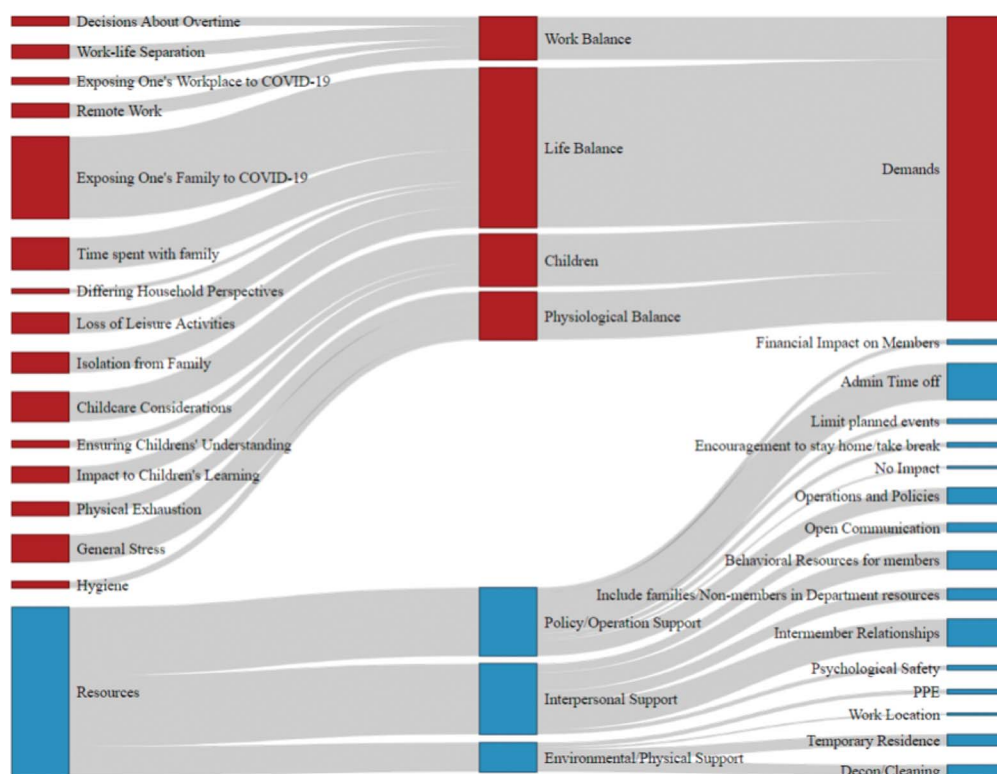 Decisions About Overtime
Work-life Separation
Exposing One's Workplace to COVID-19
Remote Work
Exposing One's Family to COVID-19
Time spent with family
Differing Household Perspectives
Loss of Leisure Activities
Isolation from Family
Childcare Considerations
Ensuring Childrens' Understanding
Impact to Children's Learning
Physical Exhaustion
General Stress
Hygiene
Resources
Work Balance
Life Balance
Children
Physiological Balance
Policy/Operation Support
Interpersonal Support
Environmental/Physical Support
Demands
Financial Impact on Members
Admin Time off
Limit planned events
Encouragement to stay home/take break
No Impact
Operations and Policies
Open Communication
Behavioral Resources for members
Include families/Non-members in Department resources
Intermember Relationships
Psychological Safety
PPE
Work Location
Temporary Residence
Decon Cleaning